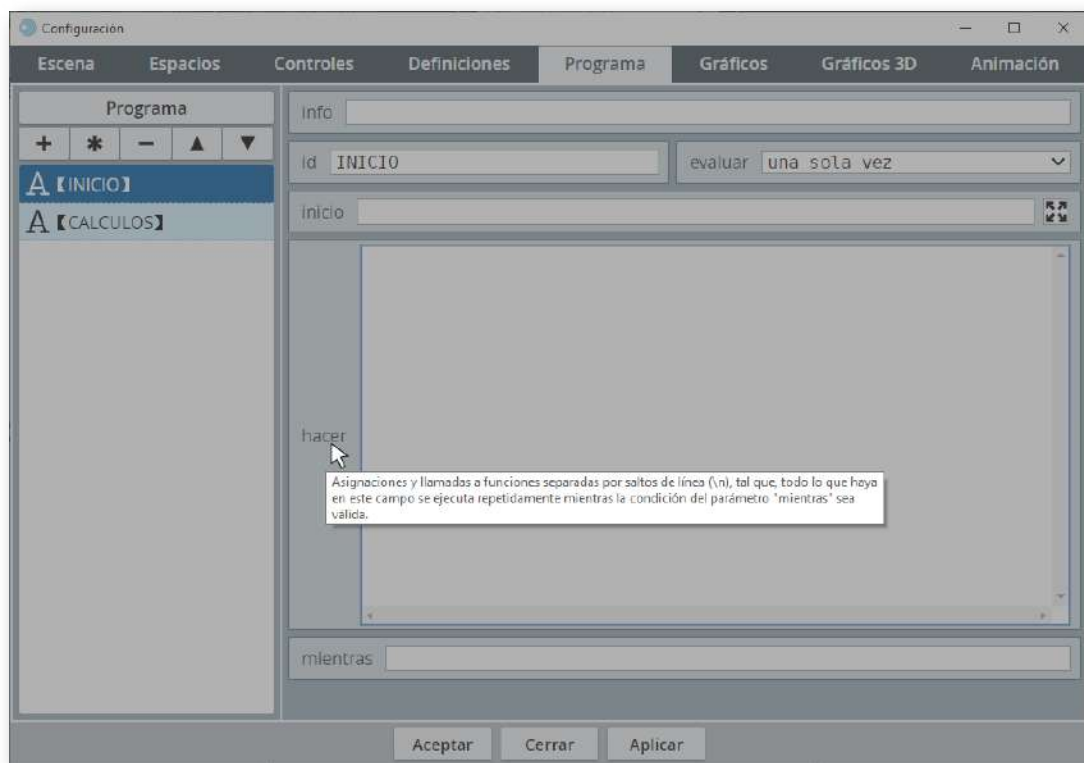 Configuración
Escena Espacios Controles Definiciones Programa Gráficos Gráficos 3D Animación
Programa
+ * − ▲ ▼
A【INICIO】
A【CALCULOS】
info
id INICIO
evaluar una sola vez
inicio
hacer
Asignaciones y llamadas a funciones separadas por saltos de línea (\n), tal que, todo lo que haya
en este campo se ejecuta repetidamente mientras la condición del parámetro "mientras" sea
válida.
mientras
Aceptar Cerrar Aplicar